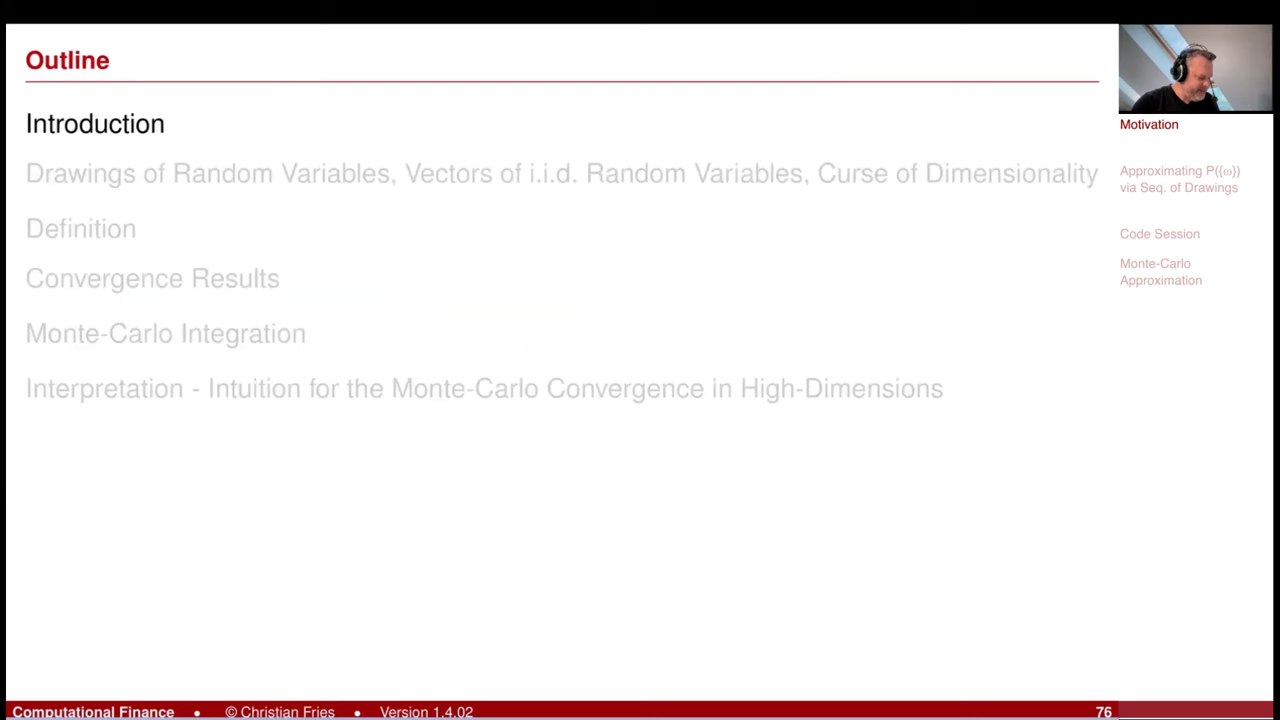 Outline
Introduction
Drawings of Random Variables, Vectors of i.i.d. Random Variables, Curse of Dimensionality
Definition
Convergence Results
Monte-Carlo Integration
Interpretation - Intuition for the Monte-Carlo Convergence in High-Dimensions
Motivation
Approximating P({ω})
via Seq. of Drawings
Code Session
Monte-Carlo
Approximation
Computational Finance • © Christian Fries • Version 1.4.02 76